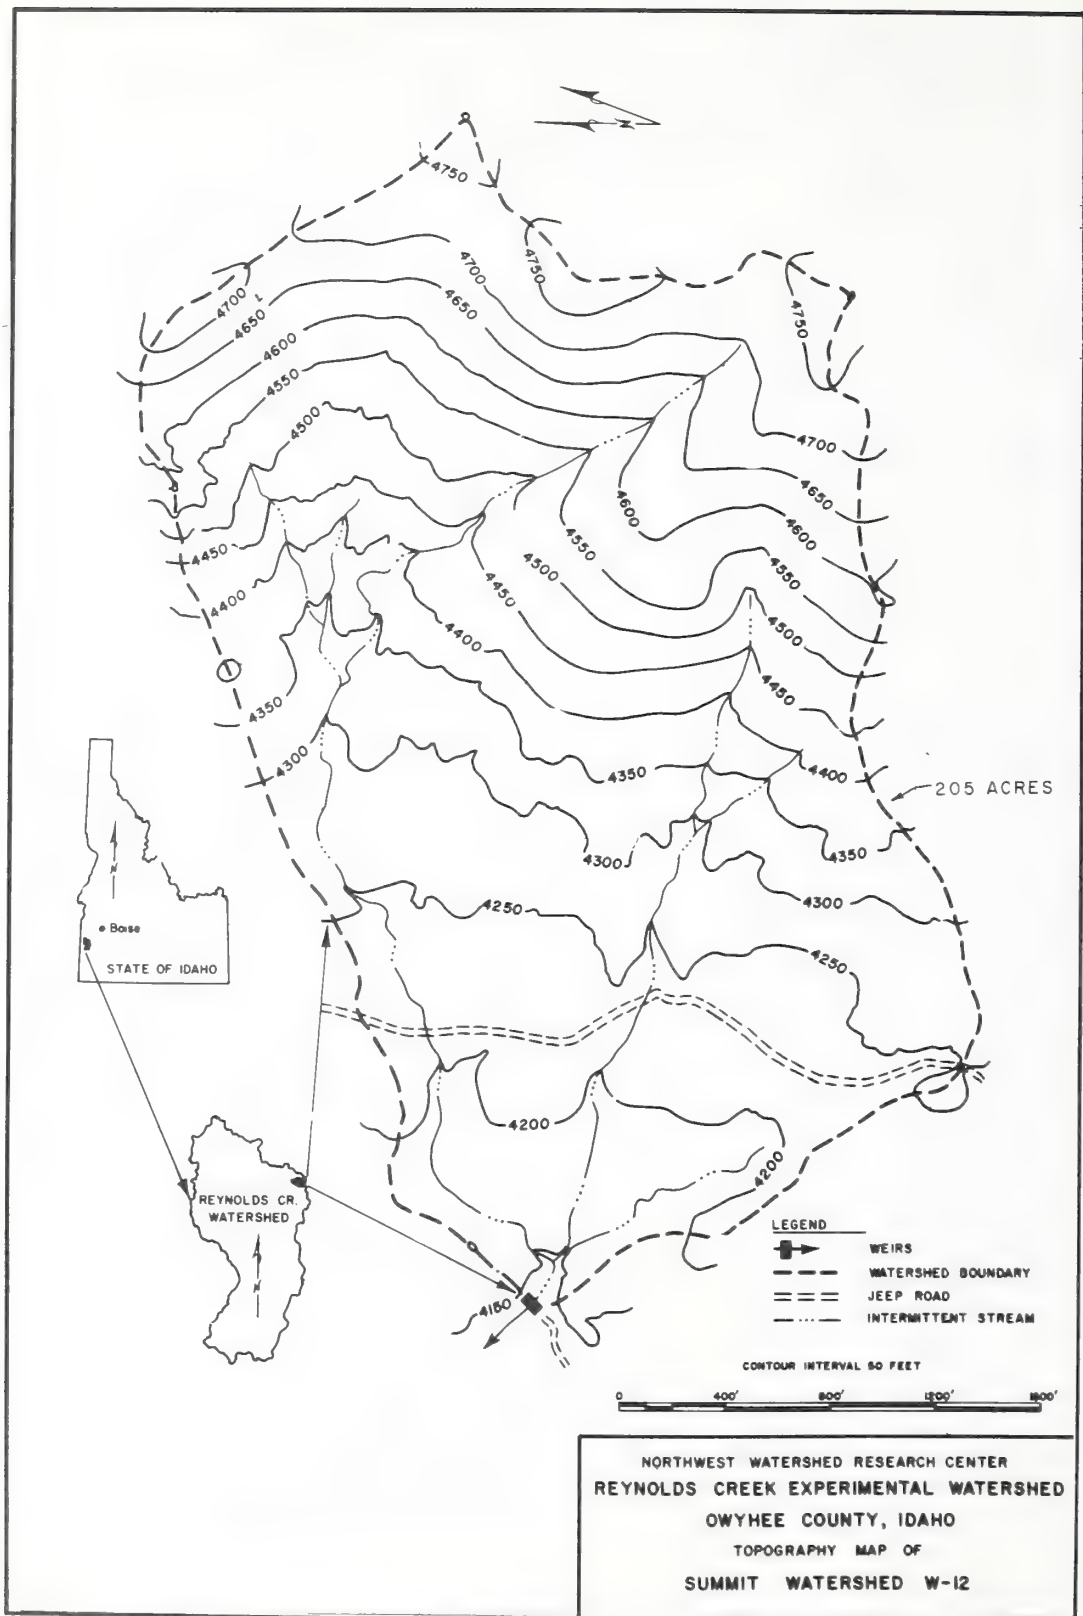 N
4750
4750
4700
4750
4700
4650
4650
4600
4550
4500
4700
4650
4600
4600
4550
4550
4500
4450
4450
4400
4400
4500
4450
4350
4300
4350
4400
205 ACRES
4300
4350
4300
4250
4250
N
Boise
STATE OF IDAHO
4200
4200
REYNOLDS CR.
WATERSHED
N
4150
LEGEND
WEIRS
WATERSHED BOUNDARY
JEEP ROAD
INTERMITTENT STREAM
CONTOUR INTERVAL 50 FEET
0 400' 800' 1200' 1600'
NORTHWEST WATERSHED RESEARCH CENTER
REYNOLDS CREEK EXPERIMENTAL WATERSHED
OWYHEE COUNTY, IDAHO
TOPOGRAPHY MAP OF
SUMMIT WATERSHED W-12